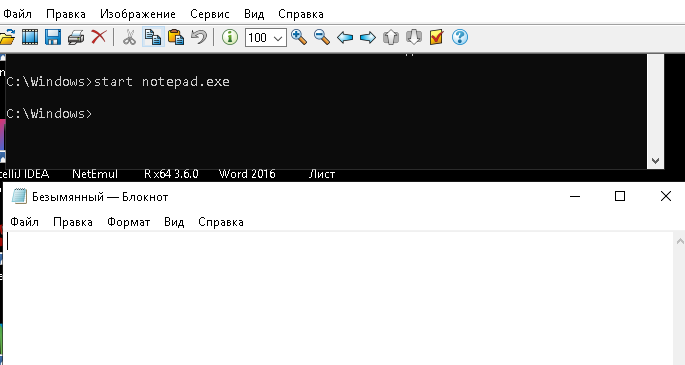 Файл Правка Изображение Сервис Вид Справка
100
C:\Windows>start notepad.exe
C:\Windows>
telliJ IDEA NetEmul R x64 3.6.0 Word 2016 Лист
Безымянный — Блокнот
Файл Правка Формат Вид Справка